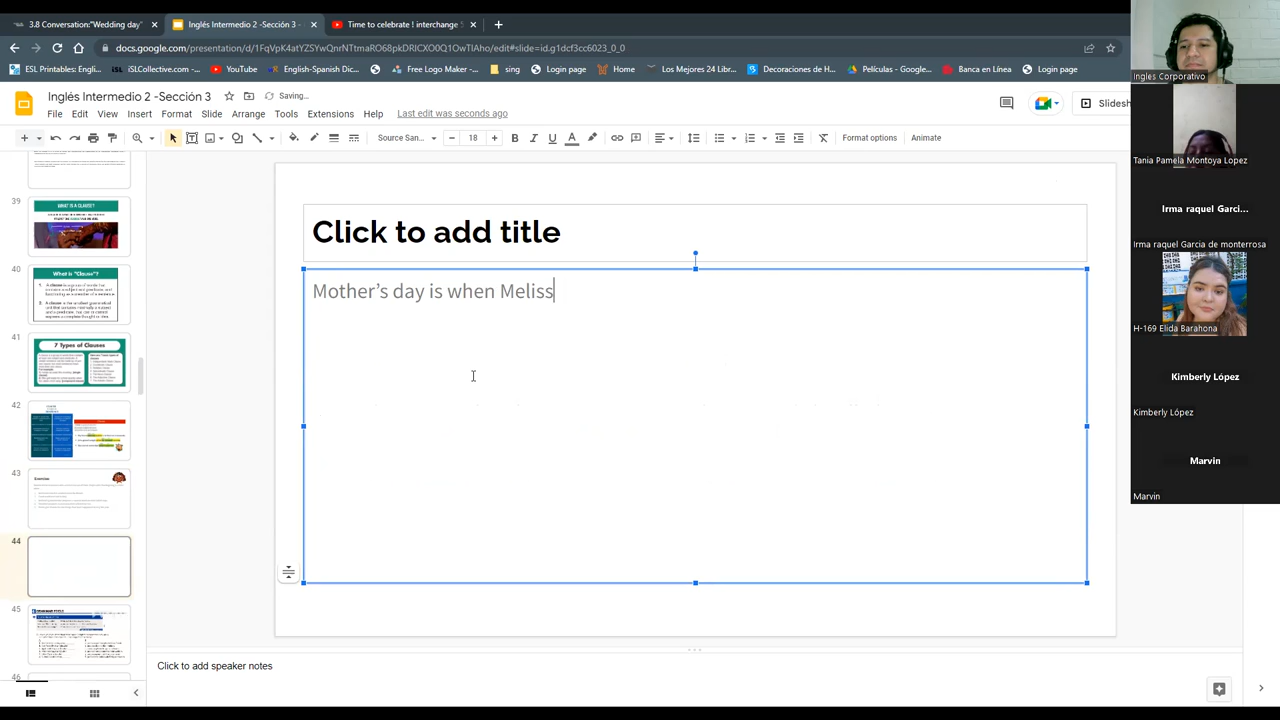 3.8 Conversation:"Wedding day"
Inglés Intermedio 2 -Sección 3 -
Time to celebrate ! interchange 5
docs.google.com/presentation/d/1FqVpK4atYZSYwQnrNTtmaRO68pkDRICXO0Q1OwTlAho/edit#slide=id.g1dcf3cc6023_0_0
ESL Printables: Engli...
iSLCollective.com -...
YouTube
English-Spanish Dic...
Login page
Free Logo Maker -...
sing
Login page
Home
Los Mejores 24 Libr...
Decoraciones de H...
Películas - Google...
Banca en Línea
Login page
Inglés Intermedio 2 -Sección 3
Saving...
File Edit View Insert Format Slide Arrange Tools Extensions Help
Last edit was seconds ago
Slidesh
Source San...
18
Format options
Animate
39
WHAT IS A CLAUSE?
40
What is "Clause"?
41
7 Types of Clauses
42
43
Exercises
44
45
46
Click to add title
Mother's day is when Meliss
Click to add speaker notes
Ingles Corporativo
Tania Pamela Montoya Lopez
Irma raquel Garci...
Irma raquel Garcia de monterrosa
H-169 Elida Barahona
Kimberly López
Kimberly López
Marvin
Marvin